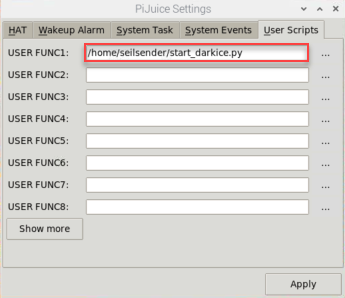 PiJuice Settings
HAT Wakeup Alarm System Task System Events User Scripts
USER FUNC1: /home/seilsender/start_darkice.py ...
USER FUNC2: ...
USER FUNC3: ...
USER FUNC4: ...
USER FUNC5: ...
USER FUNC6: ...
USER FUNC7: ...
USER FUNC8: ...
Show more
Apply